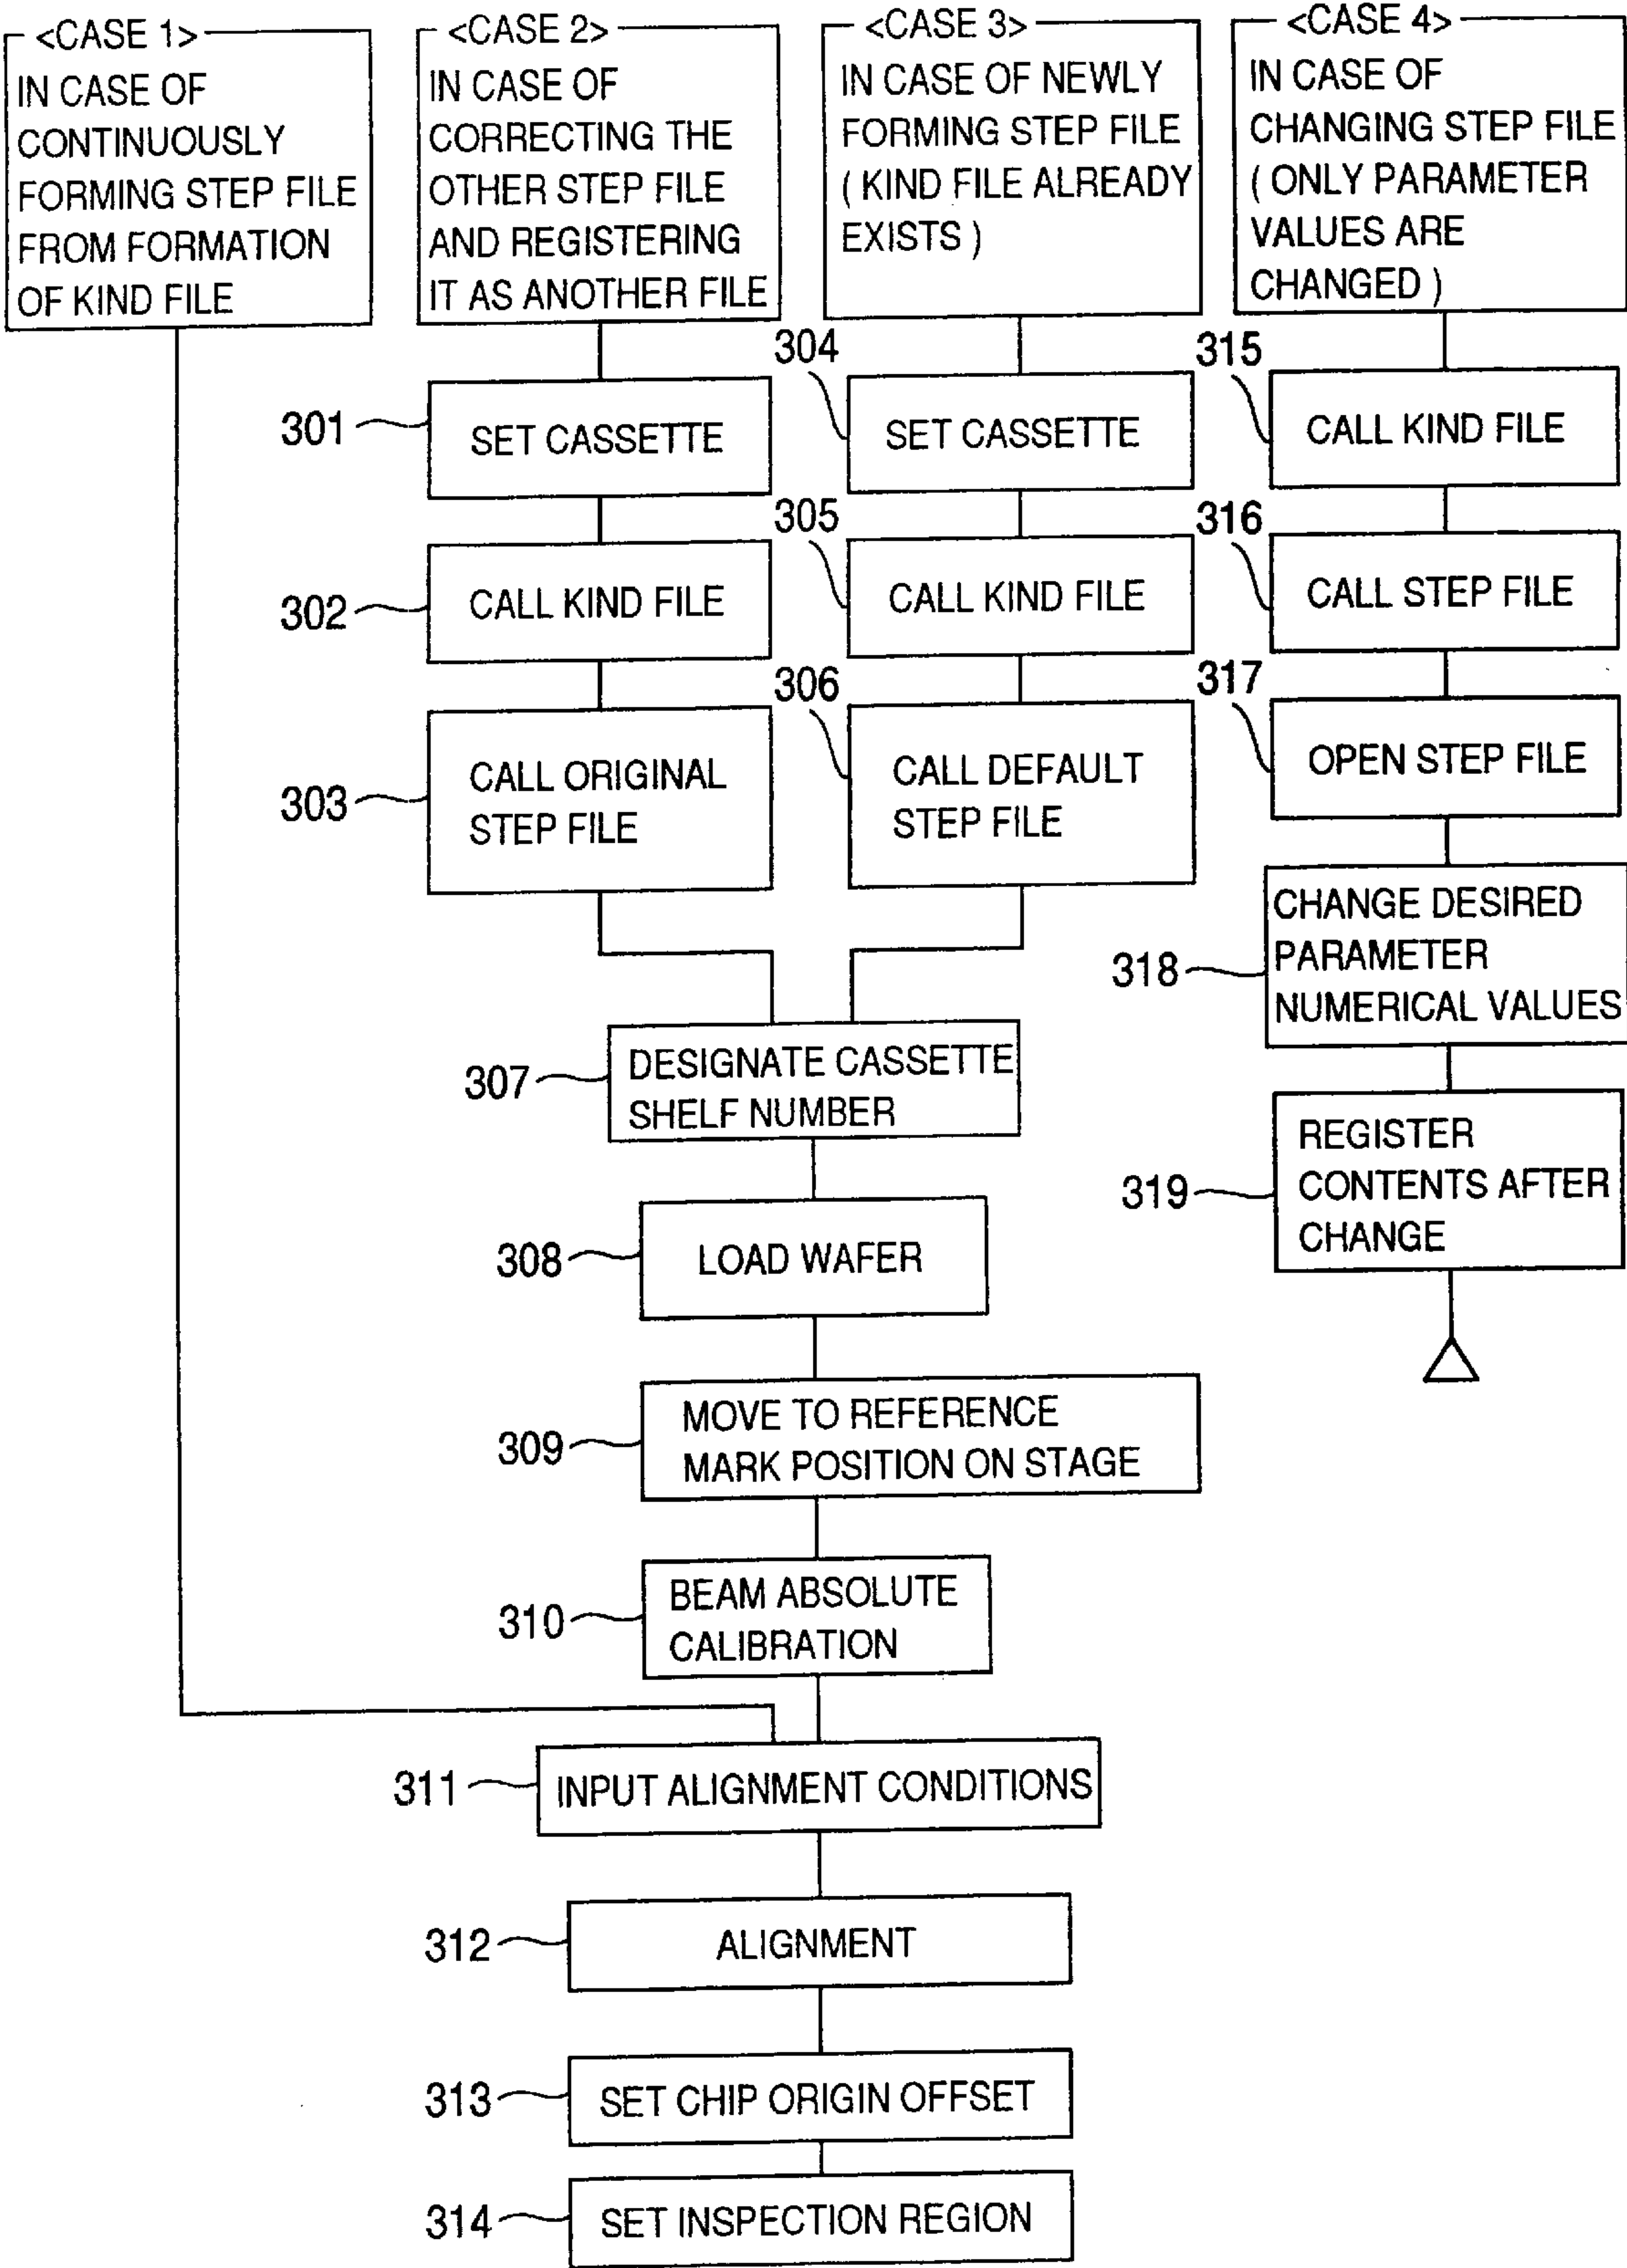 <CASE 1>
IN CASE OF
CONTINUOUSLY
FORMING STEP FILE
FROM FORMATION
OF KIND FILE
<CASE 2>
IN CASE OF
CORRECTING THE
OTHER STEP FILE
AND REGISTERING
IT AS ANOTHER FILE
<CASE 3>
IN CASE OF NEWLY
FORMING STEP FILE
( KIND FILE ALREADY
EXISTS )
<CASE 4>
IN CASE OF
CHANGING STEP FILE
( ONLY PARAMETER
VALUES ARE
CHANGED )
301
SET CASSETTE
304
SET CASSETTE
315
CALL KIND FILE
302
CALL KIND FILE
305
CALL KIND FILE
316
CALL STEP FILE
303
CALL ORIGINAL
STEP FILE
306
CALL DEFAULT
STEP FILE
317
OPEN STEP FILE
318
CHANGE DESIRED
PARAMETER
NUMERICAL VALUES
307
DESIGNATE CASSETTE
SHELF NUMBER
319
REGISTER
CONTENTS AFTER
CHANGE
308
LOAD WAFER
309
MOVE TO REFERENCE
MARK POSITION ON STAGE
310
BEAM ABSOLUTE
CALIBRATION
311
INPUT ALIGNMENT CONDITIONS
312
ALIGNMENT
313
SET CHIP ORIGIN OFFSET
314
SET INSPECTION REGION